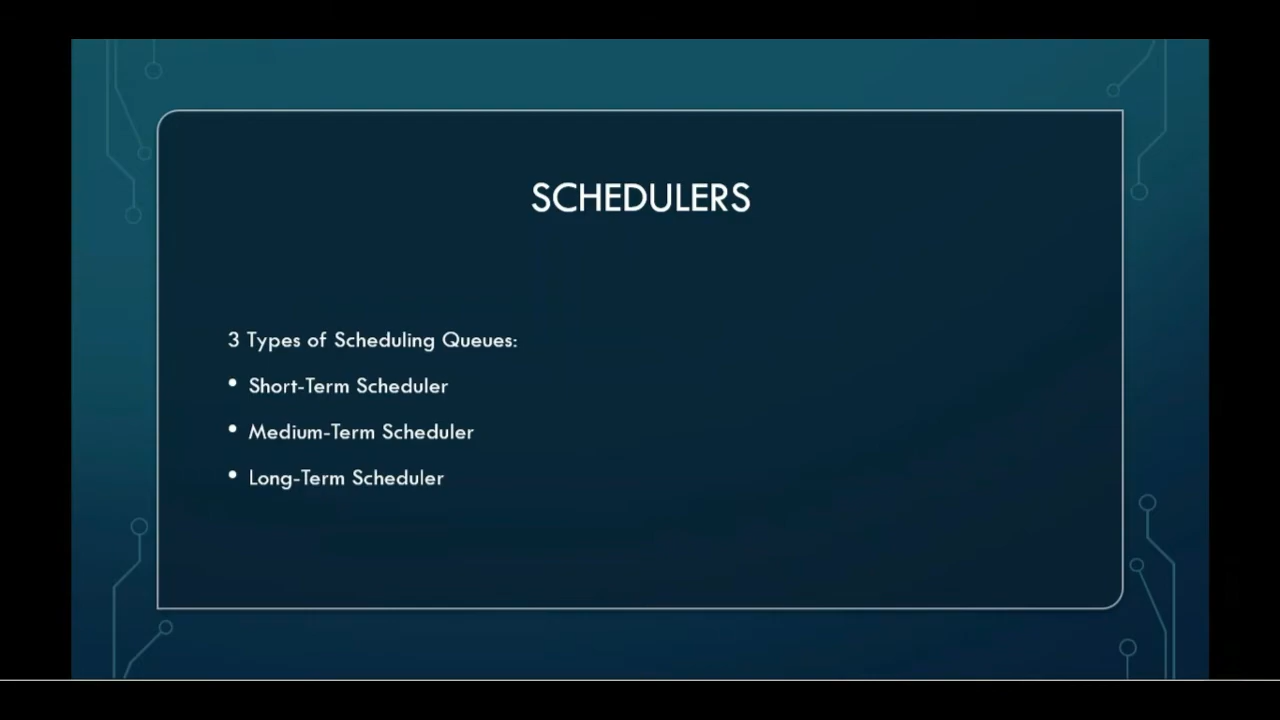 SCHEDULERS
3 Types of Scheduling Queues:
• Short-Term Scheduler
• Medium-Term Scheduler
• Long-Term Scheduler